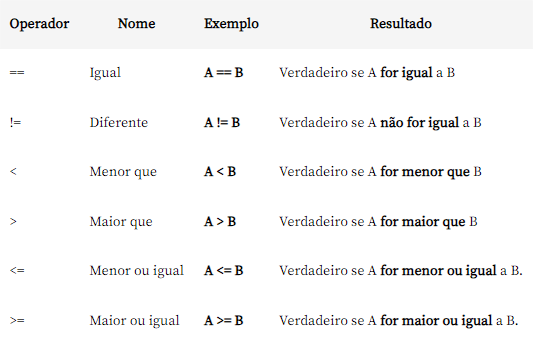 Operador Nome Exemplo Resultado
== Igual A == B Verdadeiro se A for igual a B
!= Diferente A != B Verdadeiro se A não for igual a B
< Menor que A < B Verdadeiro se A for menor que B
> Maior que A > B Verdadeiro se A for maior que B
<= Menor ou igual A <= B Verdadeiro se A for menor ou igual a B.
>= Maior ou igual A >= B Verdadeiro se A for maior ou igual a B.